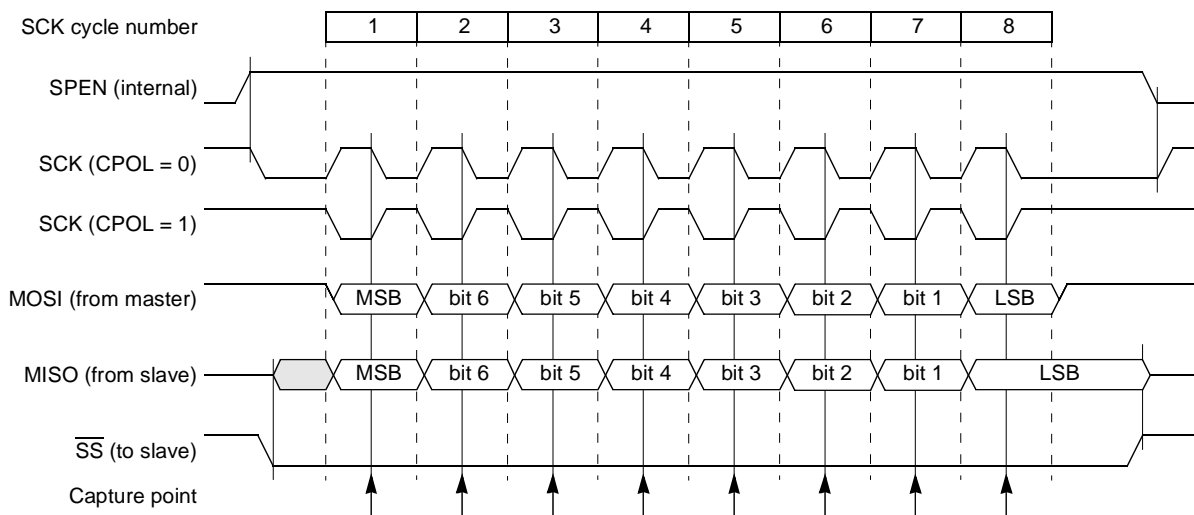 SCK cycle number 1 2 3 4 5 6 7 8
SPEN (internal)
SCK (CPOL = 0)
SCK (CPOL = 1)
MOSI (from master) MSB bit 6 bit 5 bit 4 bit 3 bit 2 bit 1 LSB
MISO (from slave) MSB bit 6 bit 5 bit 4 bit 3 bit 2 bit 1 LSB
S̅S̅ (to slave)
Capture point